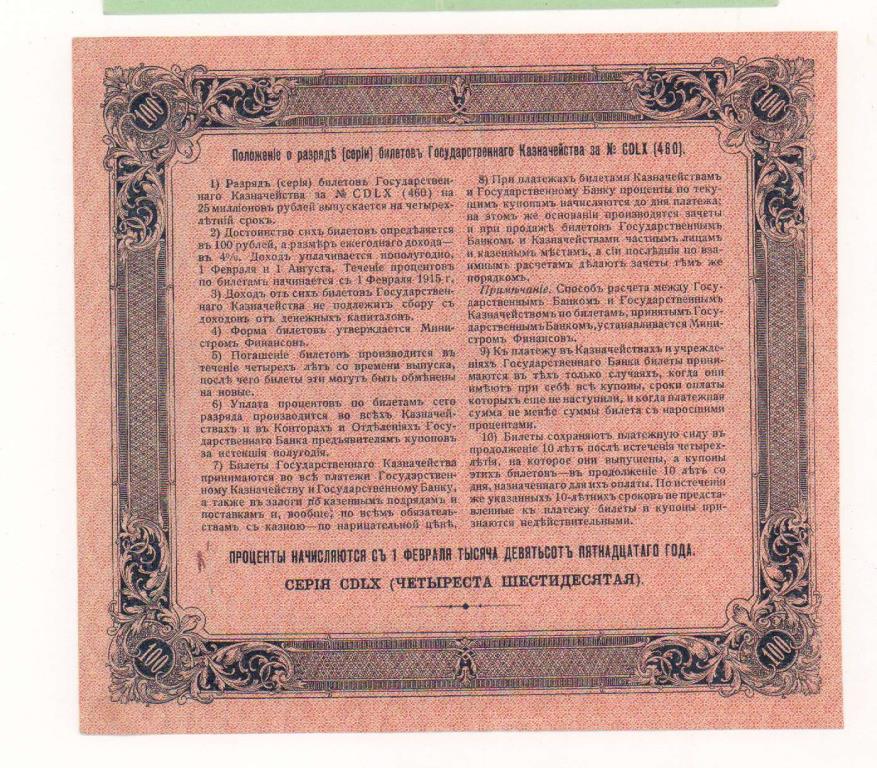 100
100
Положеніе о разрядѣ (серіи) билетовъ Государственнаго Казначейства за № CDLX (460).
1) Разрядъ (серія) билетовъ Государствен-
наго Казначейства за № CDLX (460) на
25 милліоновъ рублей выпускается на четырех-
лѣтній срокъ.
2) Достоинство сихъ билетовъ опредѣляется
въ 100 рублей, а размѣръ ежегоднаго дохода—
въ 4%. Доходъ уплачивается пополугодно,
1 Февраля и 1 Августа. Теченіе процентовъ
по билетамъ начинается съ 1 Февраля 1915 г.
3) Доходъ отъ сихъ билетовъ Государствен-
наго Казначейства не подлежитъ сбору съ
доходовъ отъ денежныхъ капиталовъ.
4) Форма билетовъ утверждается Мини-
стромъ Финансовъ.
5) Погашеніе билетовъ производится въ
теченіе четырехъ лѣтъ со времени выпуска,
послѣ чего билеты эти могутъ быть обмѣнены
на новые.
6) Уплата процентовъ по билетамъ сего
разряда производится во всѣхъ Казначей-
ствахъ и въ Конторахъ и Отдѣленіяхъ Госу-
дарственнаго Банка предъявителямъ купоновъ
за истекшія полугодія.
7) Билеты Государственнаго Казначейства
принимаются во всѣ платежи Государствен-
ному Казначейству и Государственному Банку,
а также въ залоги по казеннымъ подрядамъ и
поставкамъ и, вообще, по всѣмъ обязатель-
ствамъ съ казною—по нарицательной цѣнѣ.
8) При платежахъ билетами Казначействамъ
и Государственному Банку проценты по теку-
щимъ купонамъ начисляются до дня платежа;
на этомъ же основаніи производятся зачеты
и при продажѣ билетовъ Государственнымъ
Банкомъ и Казначействами частнымъ лицамъ
и казеннымъ мѣстамъ, а сіи послѣднія по вза-
имнымъ расчетамъ дѣлаютъ зачеты тѣмъ же
порядкомъ.
Примѣчаніе. Способъ расчета между Госу-
дарственнымъ Банкомъ и Государственнымъ
Казначействомъ по билетамъ, принятымъ Госу-
дарственнымъ Банкомъ, устанавливается Мини-
стромъ Финансовъ.
9) Къ платежу въ Казначействахъ и учрежде-
ніяхъ Государственнаго Банка билеты прини-
маются въ тѣхъ только случаяхъ, когда они
имѣютъ при себѣ всѣ купоны, сроки оплаты
которыхъ еще не наступили, и когда платежная
сумма не менѣе суммы билета съ наросшими
процентами.
10) Билеты сохраняютъ платежную силу въ
продолженіе 10 лѣтъ послѣ истеченія четырех-
лѣтія, на которое они выпущены, а купоны
этихъ билетовъ—въ продолженіе 10 лѣтъ со
дня, назначеннаго для ихъ оплаты. По истеченіи
же указанныхъ 10-лѣтнихъ сроковъ не предста-
вленные къ платежу билеты и купоны при-
знаются недѣйствительными.
ПРОЦЕНТЫ НАЧИСЛЯЮТСЯ СЪ 1 ФЕВРАЛЯ ТЫСЯЧА ДЕВЯТЬСОТЪ ПЯТНАДЦАТАГО ГОДА.
СЕРІЯ CDLX (ЧЕТЫРЕСТА ШЕСТИДЕСЯТАЯ).
100
100